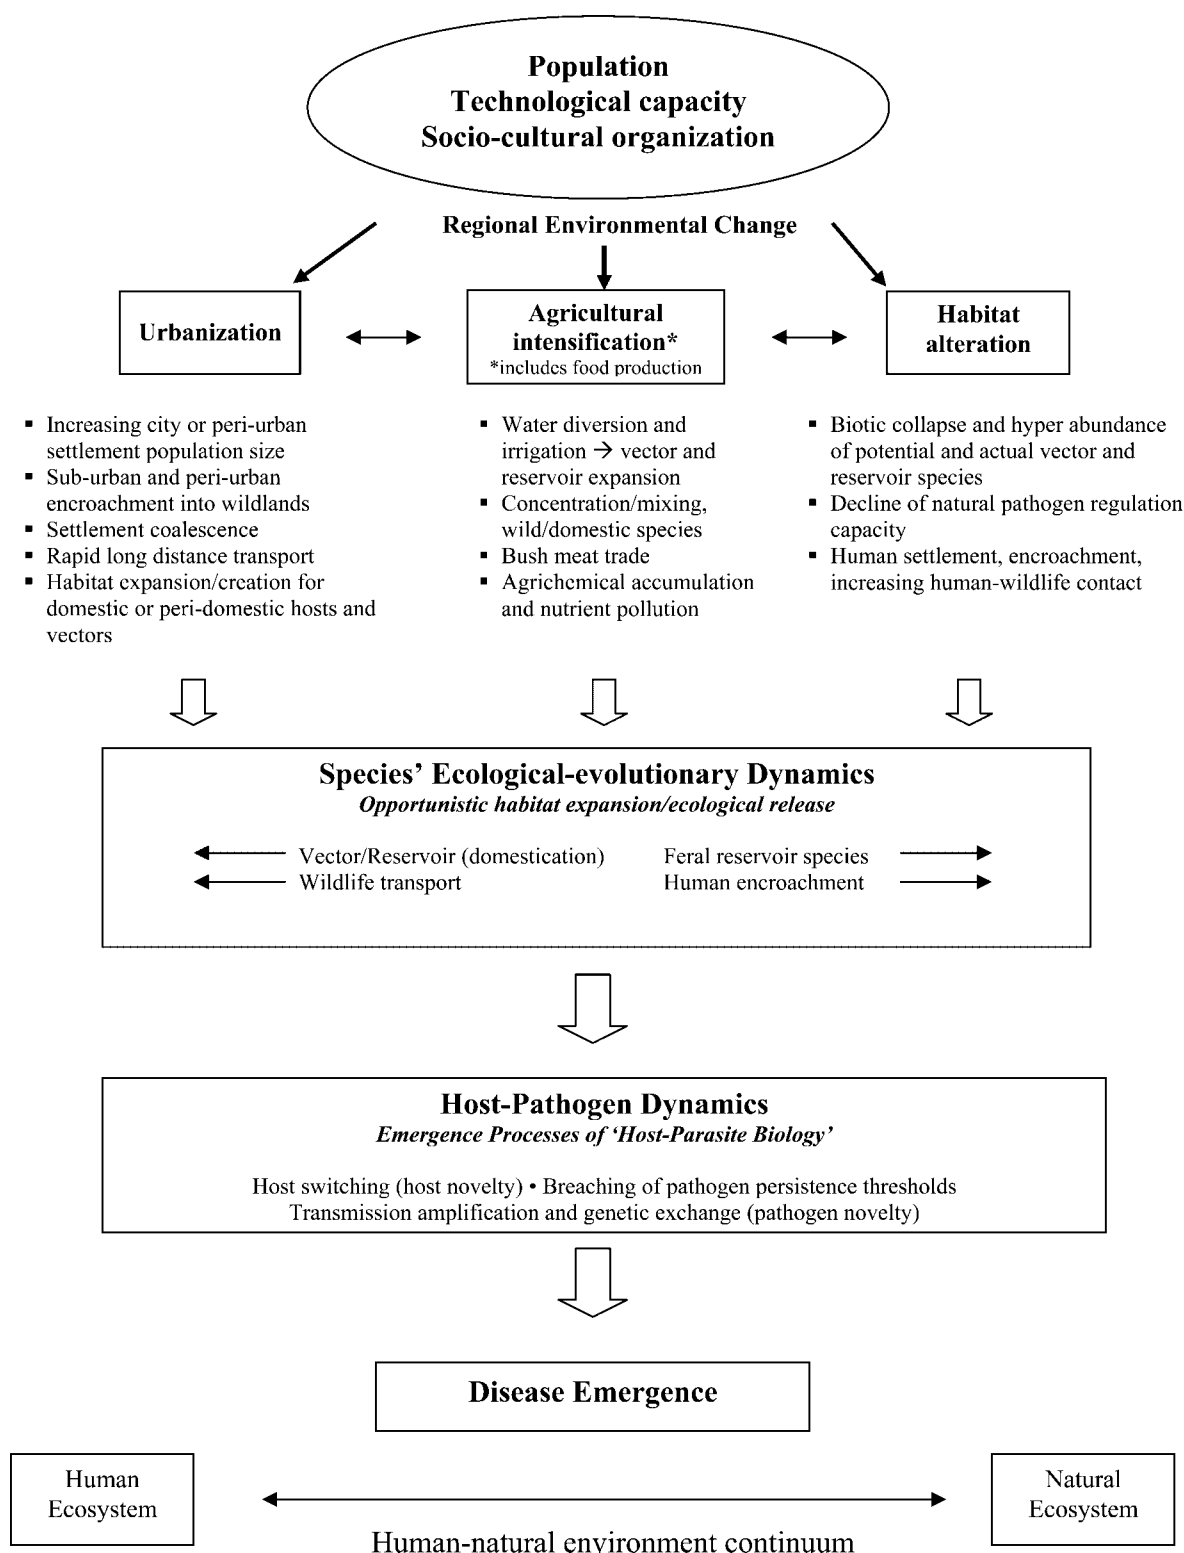 Population
Technological capacity
Socio-cultural organization
Regional Environmental Change
Urbanization
Agricultural
intensification*
*includes food production
Habitat
alteration
▪ Increasing city or peri-urban
settlement population size
▪ Sub-urban and peri-urban
encroachment into wildlands
▪ Settlement coalescence
▪ Rapid long distance transport
▪ Habitat expansion/creation for
domestic or peri-domestic hosts and
vectors
▪ Water diversion and
irrigation → vector and
reservoir expansion
▪ Concentration/mixing,
wild/domestic species
▪ Bush meat trade
▪ Agrichemical accumulation
and nutrient pollution
▪ Biotic collapse and hyper abundance
of potential and actual vector and
reservoir species
▪ Decline of natural pathogen regulation
capacity
▪ Human settlement, encroachment,
increasing human-wildlife contact
Species’ Ecological-evolutionary Dynamics
Opportunistic habitat expansion/ecological release
Vector/Reservoir (domestication)
Wildlife transport
Feral reservoir species
Human encroachment
Host-Pathogen Dynamics
Emergence Processes of ‘Host-Parasite Biology’
Host switching (host novelty) • Breaching of pathogen persistence thresholds
Transmission amplification and genetic exchange (pathogen novelty)
Disease Emergence
Human
Ecosystem
Natural
Ecosystem
Human-natural environment continuum